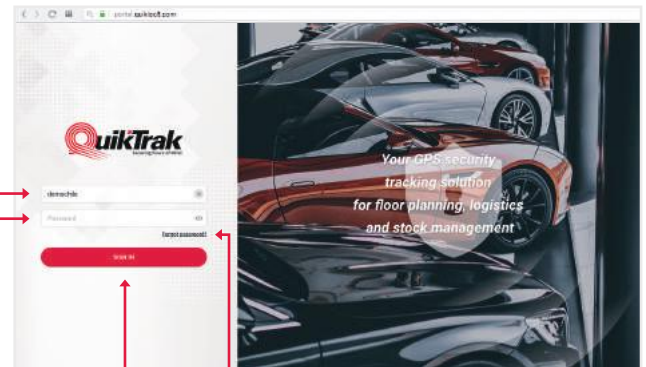 portal.quikloc8.com
QuikTrak
demochile
Password
Forgot password?
SIGN IN
Your GPS security
tracking solution
for floor planning, logistics
and stock management